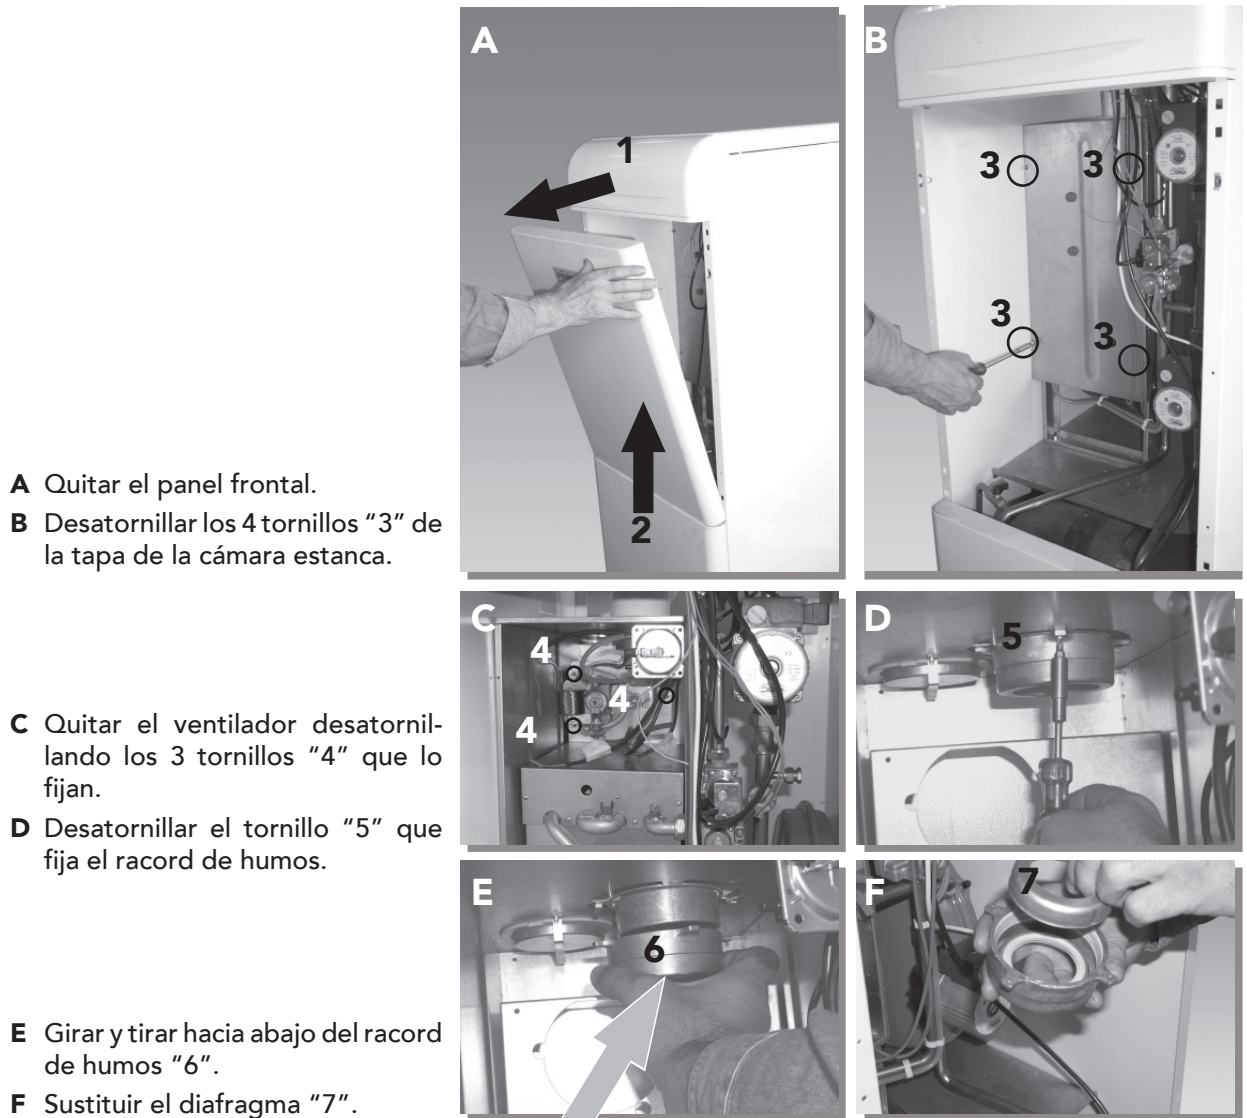 A
1
2
B
3
3
3
3
A Quitar el panel frontal.
B Desatornillar los 4 tornillos “3” de
la tapa de la cámara estanca.
C
4
4
4
D
5
C Quitar el ventilador desatornil-
lando los 3 tornillos “4” que lo
fijan.
D Desatornillar el tornillo “5” que
fija el racord de humos.
E
6
F
7
E Girar y tirar hacia abajo del racord
de humos “6”.
F Sustituir el diafragma “7”.